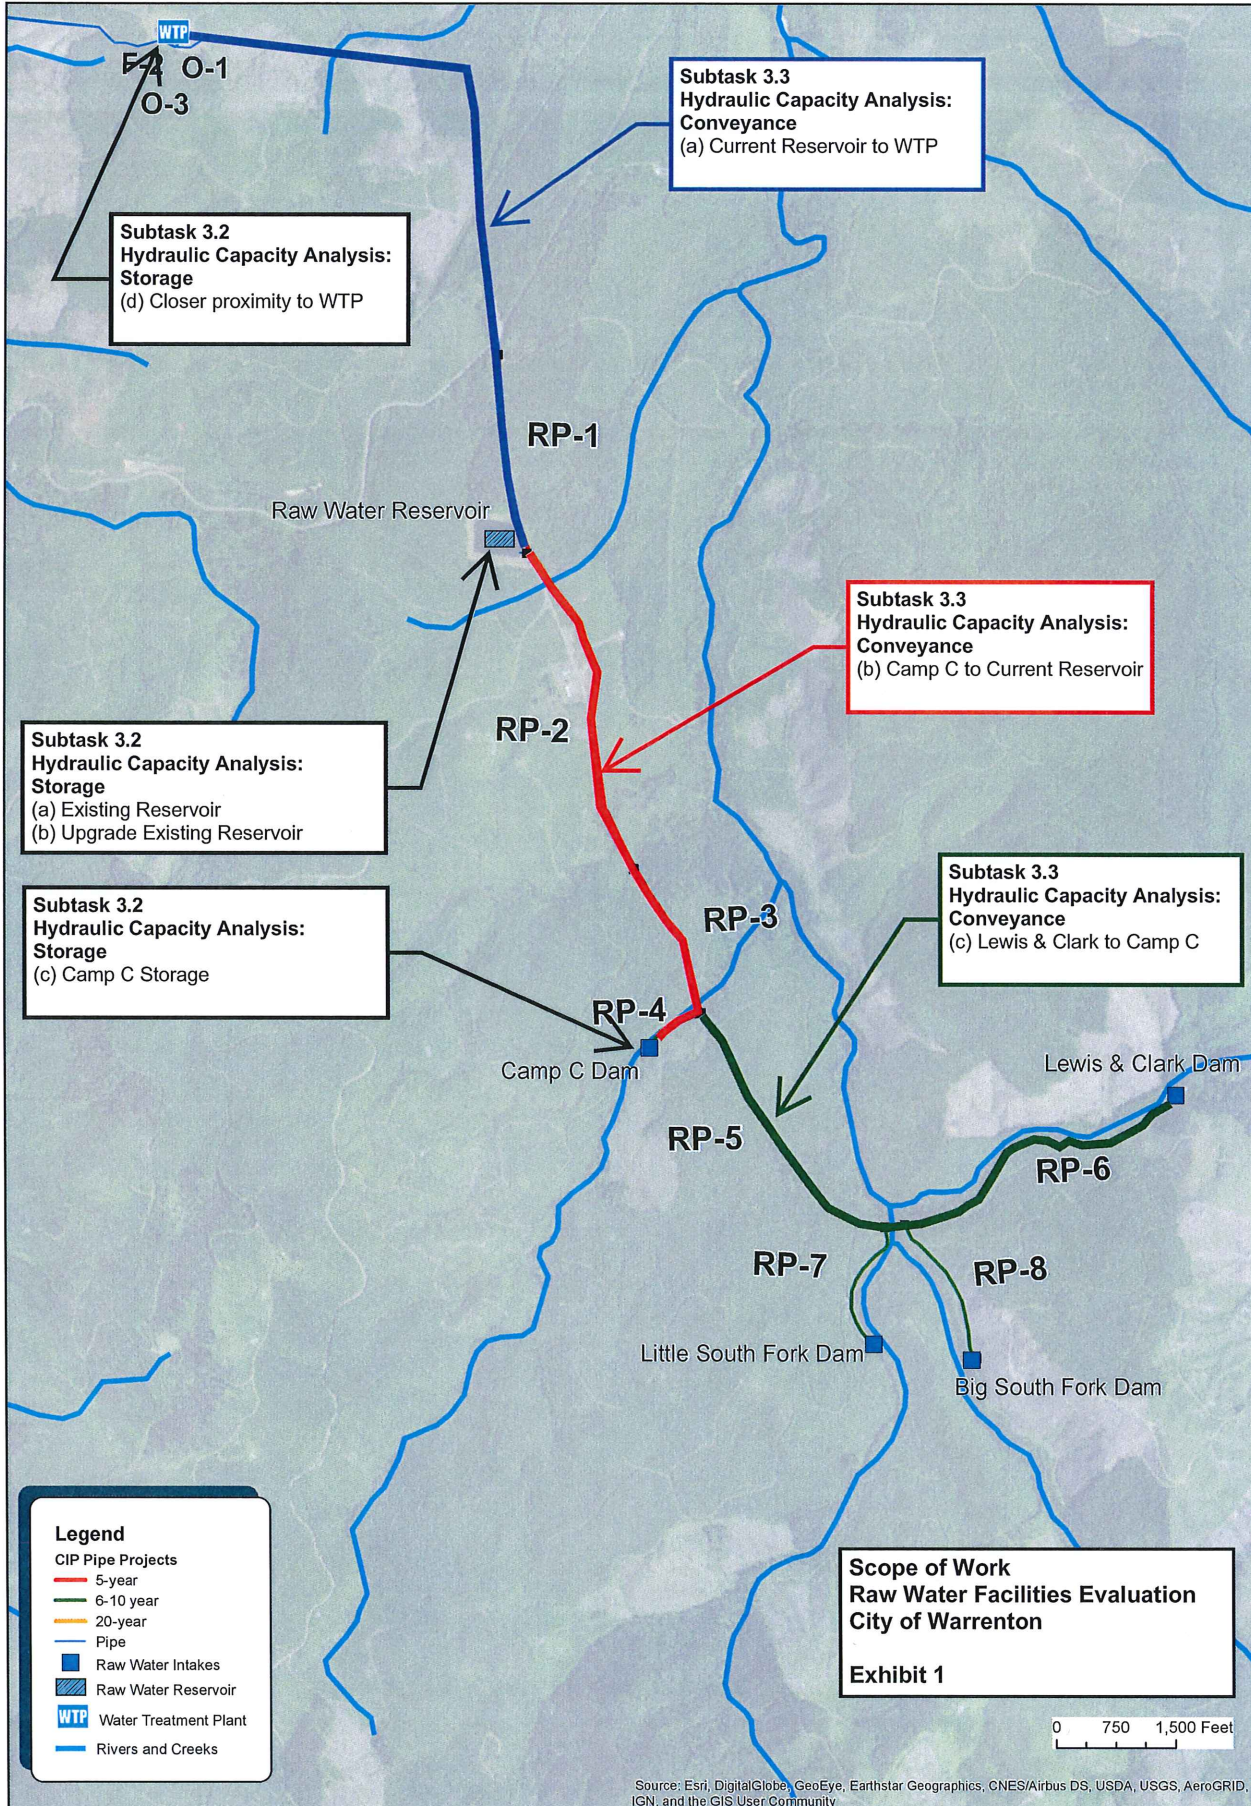 WTP
F-2 O-1
O-3
Subtask 3.3
Hydraulic Capacity Analysis:
Conveyance
(a) Current Reservoir to WTP
Subtask 3.2
Hydraulic Capacity Analysis:
Storage
(d) Closer proximity to WTP
RP-1
Raw Water Reservoir
Subtask 3.3
Hydraulic Capacity Analysis:
Conveyance
(b) Camp C to Current Reservoir
RP-2
Subtask 3.2
Hydraulic Capacity Analysis:
Storage
(a) Existing Reservoir
(b) Upgrade Existing Reservoir
Subtask 3.2
Hydraulic Capacity Analysis:
Storage
(c) Camp C Storage
RP-3
Subtask 3.3
Hydraulic Capacity Analysis:
Conveyance
(c) Lewis & Clark to Camp C
RP-4
Camp C Dam
Lewis & Clark Dam
RP-5
RP-6
RP-7
RP-8
Little South Fork Dam
Big South Fork Dam
Legend
CIP Pipe Projects
5-year
6-10 year
20-year
Pipe
Raw Water Intakes
Raw Water Reservoir
WTP Water Treatment Plant
Rivers and Creeks
Scope of Work
Raw Water Facilities Evaluation
City of Warrenton
Exhibit 1
0 750 1,500 Feet
Source: Esri, DigitalGlobe, GeoEye, Earthstar Geographics, CNES/Airbus DS, USDA, USGS, AeroGRID,
IGN, and the GIS User Community